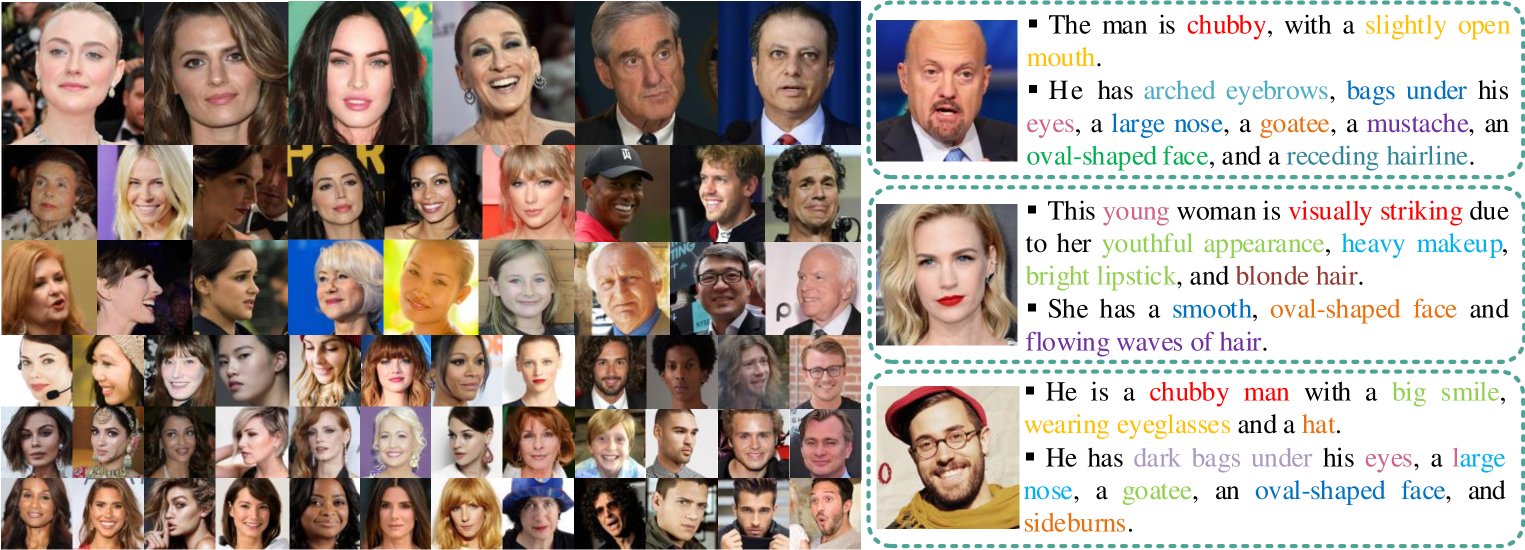 ▪ The man is chubby, with a slightly open
mouth.
▪ He has arched eyebrows, bags under his
eyes, a large nose, a goatee, a mustache, an
oval-shaped face, and a receding hairline.
▪ This young woman is visually striking due
to her youthful appearance, heavy makeup,
bright lipstick, and blonde hair.
▪ She has a smooth, oval-shaped face and
flowing waves of hair.
▪ He is a chubby man with a big smile,
wearing eyeglasses and a hat.
▪ He has dark bags under his eyes, a large
nose, a goatee, an oval-shaped face, and
sideburns.